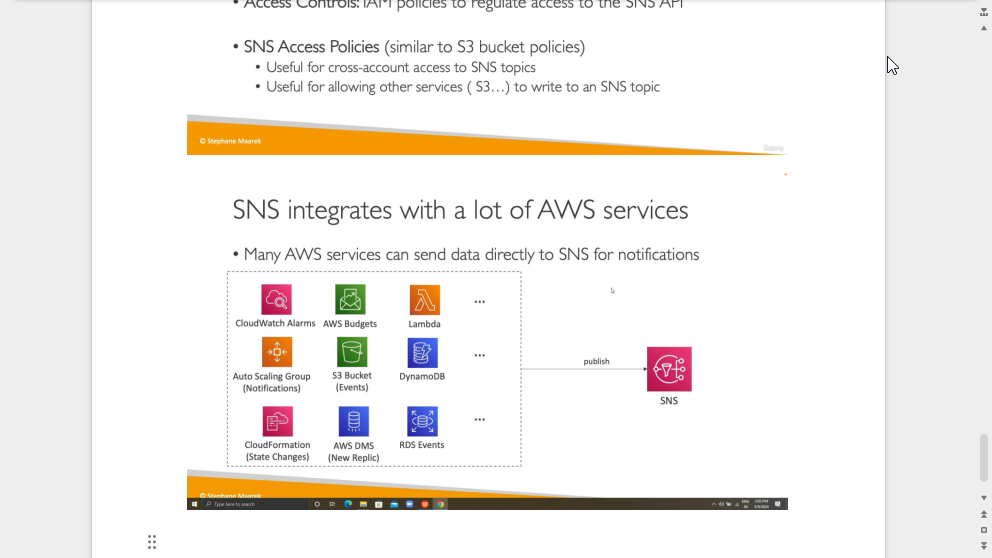 • Access Controls: IAM policies to regulate access to the SNS API
• SNS Access Policies (similar to S3 bucket policies)
• Useful for cross-account access to SNS topics
• Useful for allowing other services ( S3...) to write to an SNS topic
© Stephane Maarek
Udemy
SNS integrates with a lot of AWS services
• Many AWS services can send data directly to SNS for notifications
CloudWatch Alarms
AWS Budgets
Lambda
...
Auto Scaling Group
(Notifications)
S3 Bucket
(Events)
DynamoDB
...
CloudFormation
(State Changes)
AWS DMS
(New Replic)
RDS Events
...
publish
SNS
© Stephane Maarek
Type here to search
ENG
IN